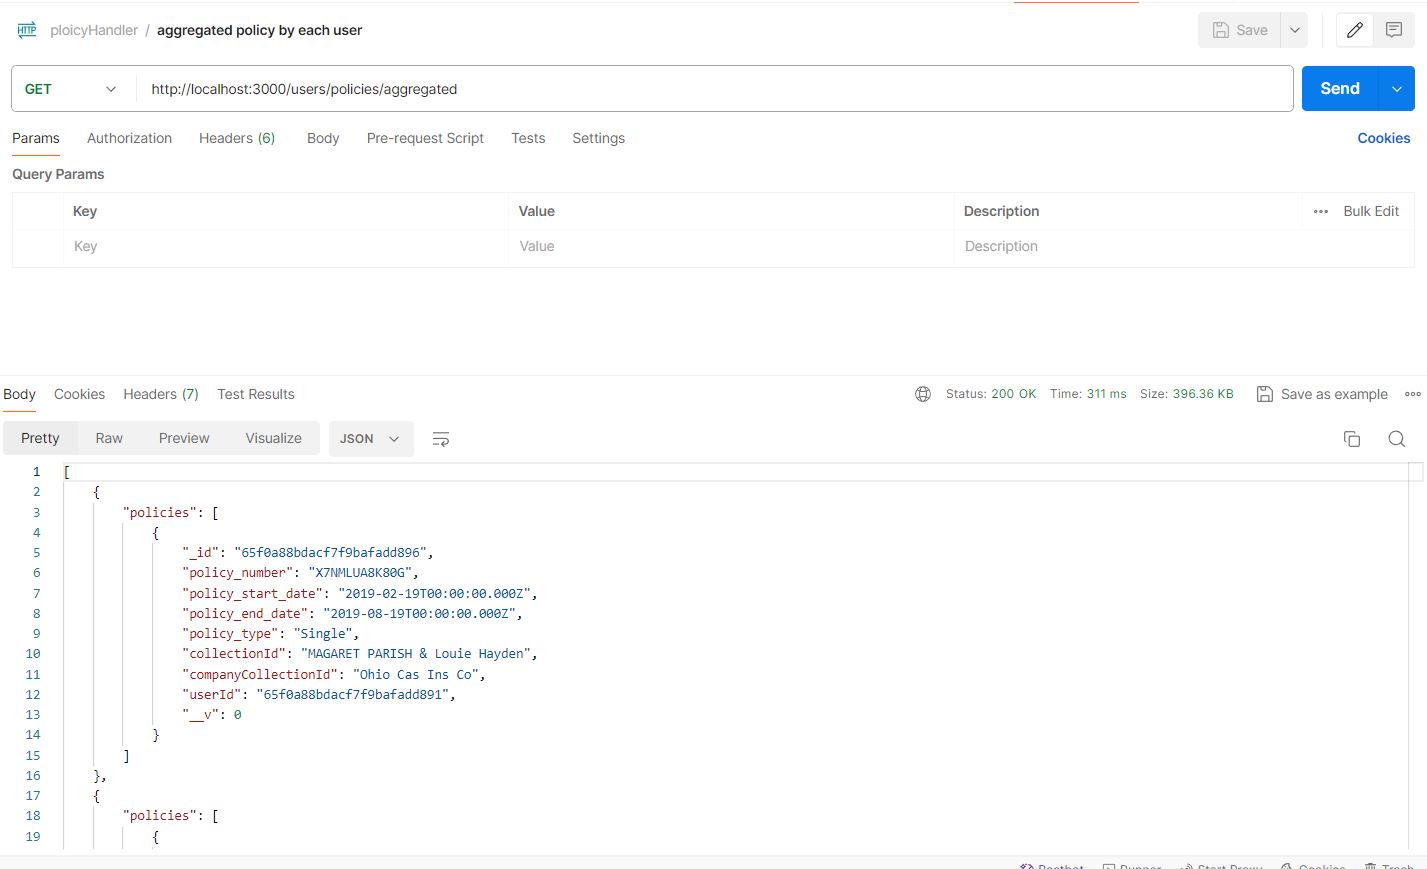 HTTP ploicyHandler / aggregated policy by each user Save
GET http://localhost:3000/users/policies/aggregated Send
Params Authorization Headers (6) Body Pre-request Script Tests Settings Cookies
Query Params
Key Value Description Bulk Edit
Key Value Description
Body Cookies Headers (7) Test Results Status: 200 OK Time: 311 ms Size: 396.36 KB Save as example
Pretty Raw Preview Visualize JSON
1 [
2 {
3 "policies": [
4 {
5 "_id": "65f0a88bdacf7f9bafadd896",
6 "policy_number": "X7NMLUA8K80G",
7 "policy_start_date": "2019-02-19T00:00:00.000Z",
8 "policy_end_date": "2019-08-19T00:00:00.000Z",
9 "policy_type": "Single",
10 "collectionId": "MAGARET PARISH & Louie Hayden",
11 "companyCollectionId": "Ohio Cas Ins Co",
12 "userId": "65f0a88bdacf7f9bafadd891",
13 "__v": 0
14 }
15 ]
16 },
17 {
18 "policies": [
19 {
Postbot Runner Start Proxy Cookies Trash